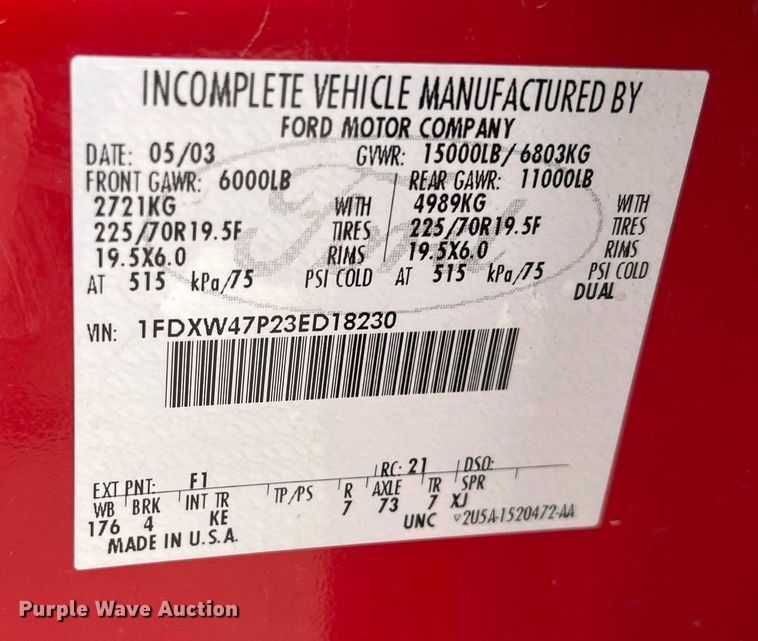 INCOMPLETE VEHICLE MANUFACTURED BY
FORD MOTOR COMPANY
DATE: 05/03 GVWR: 15000LB/6803KG
FRONT GAWR: 6000LB REAR GAWR: 11000LB
2721KG WITH 4989KG WITH
225/70R19.5F TIRES 225/70R19.5F TIRES
19.5X6.0 RIMS 19.5X6.0 RIMS
AT 515 kPa/75 PSI COLD AT 515 kPa/75 PSI COLD
DUAL
Ford
VIN: 1FDXW47P23ED18230
EXT PNT: F1 RC: 21 DSO:
WB BRK INT TR TP/PS R AXLE TR SPR
176 4 KE 7 73 7 XJ
MADE IN U.S.A. UNC 2U5A-1520472-AA
Purple Wave Auction